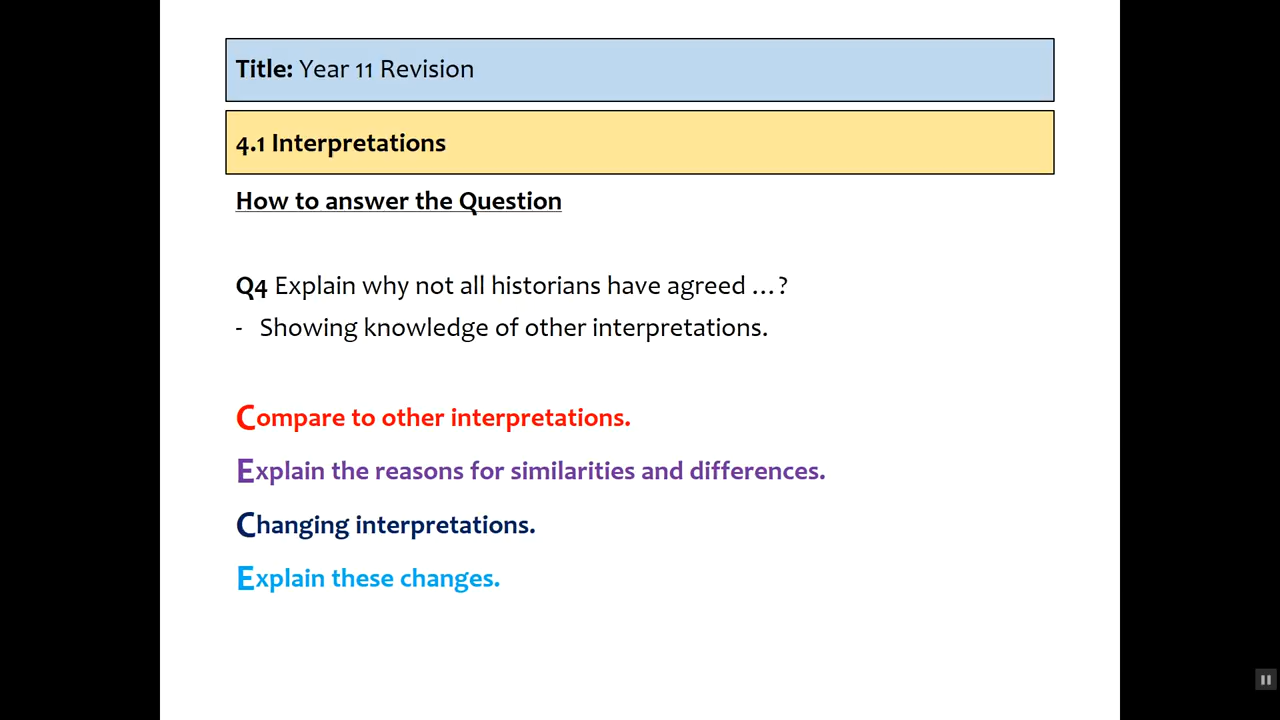 Title: Year 11 Revision
4.1 Interpretations
How to answer the Question
Q4 Explain why not all historians have agreed …?
- Showing knowledge of other interpretations.
Compare to other interpretations.
Explain the reasons for similarities and differences.
Changing interpretations.
Explain these changes.